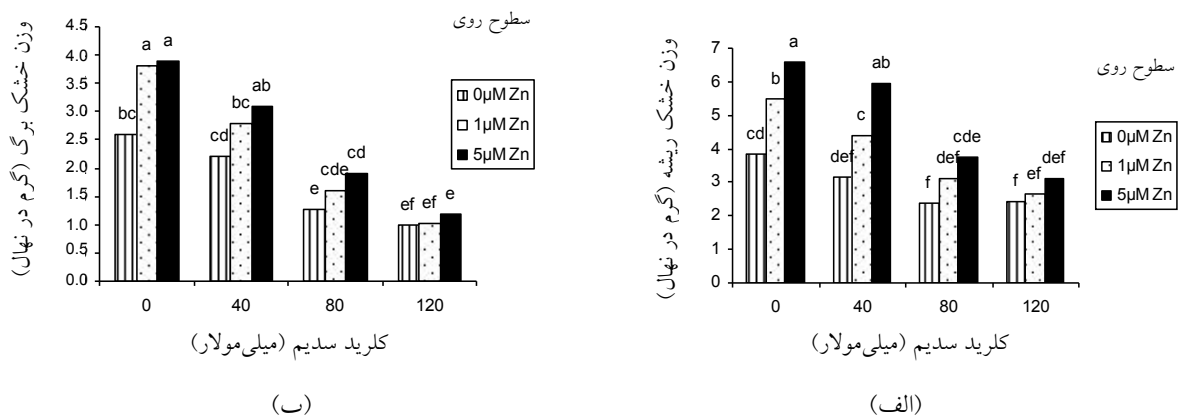 سطوح روی
وزن خشک ریشه (گرم در نهال)
7
6
5
4
3
2
1
0
cd b a
def c ab
f def cde
f ef def
0µM Zn
1µM Zn
5µM Zn
0 40 80 120
کلرید سدیم (میلی‌مولار)
(الف)
سطوح روی
وزن خشک برگ (گرم در نهال)
4.5
4.0
3.5
3.0
2.5
2.0
1.5
1.0
0.5
0.0
bc a a
cd bc ab
e cde cd
ef ef e
0µM Zn
1µM Zn
5µM Zn
0 40 80 120
کلرید سدیم (میلی‌مولار)
(ب)